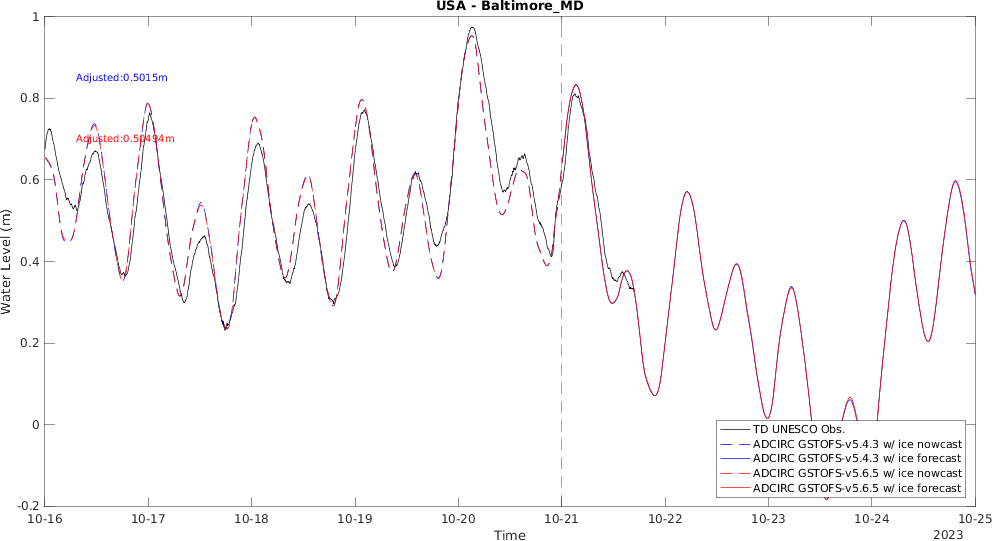 USA - Baltimore_MD
1
0.8
0.6
0.4
0.2
0
-0.2
Water Level (m)
Adjusted:0.5015m
Adjusted:0.50494m
TD UNESCO Obs.
ADCIRC GSTOFS-v5.4.3 w/ ice nowcast
ADCIRC GSTOFS-v5.4.3 w/ ice forecast
ADCIRC GSTOFS-v5.6.5 w/ ice nowcast
ADCIRC GSTOFS-v5.6.5 w/ ice forecast
10-16 10-17 10-18 10-19 10-20 10-21 10-22 10-23 10-24 10-25
Time
2023